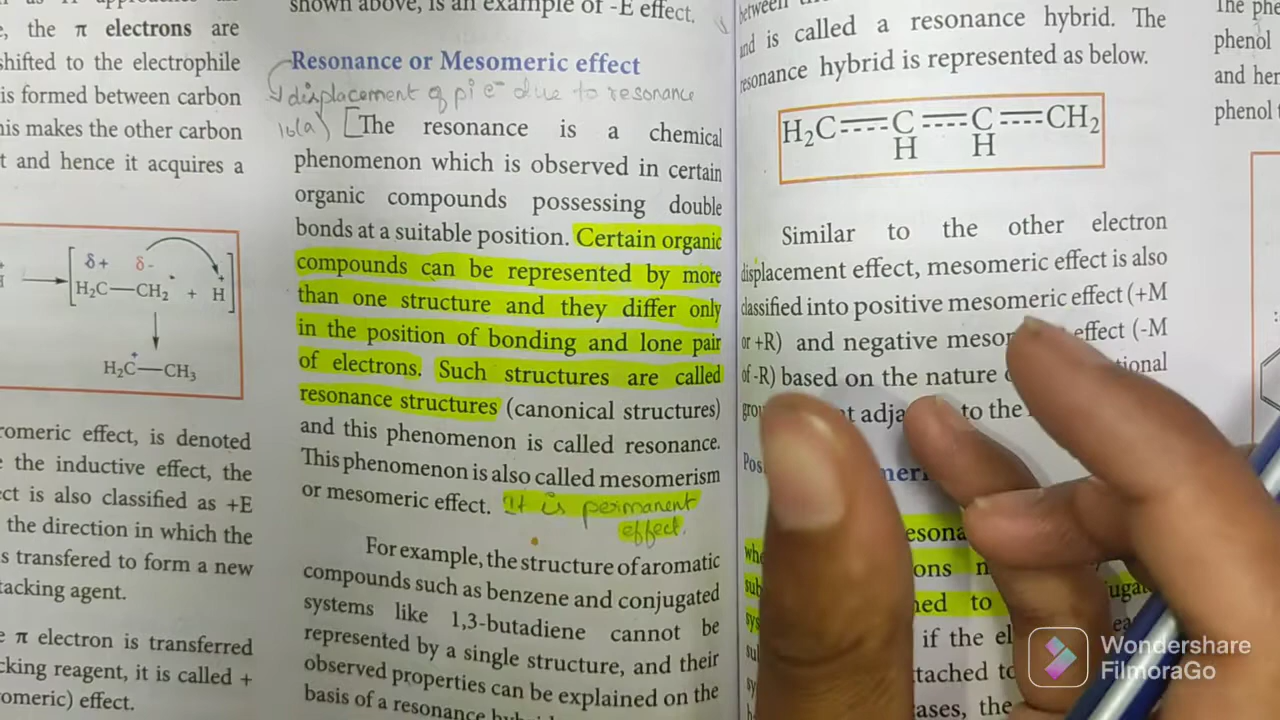 , the π electrons are
shifted to the electrophile
is formed between carbon
his makes the other carbon
t and hence it acquires a
δ+ δ-
H₂C—CH₂ + H
H₂C—CH₃
omeric effect, is denoted
the inductive effect, the
ct is also classified as +E
the direction in which the
s transfered to form a new
tacking agent.
e π electron is transferred
cking reagent, it is called +
omeric) effect.
shown above, is an example of -E effect.
Resonance or Mesomeric effect
displacement of pi e⁻ due to resonance
16(a) [The resonance is a chemical
phenomenon which is observed in certain
organic compounds possessing double
bonds at a suitable position. Certain organic
compounds can be represented by more
than one structure and they differ only
in the position of bonding and lone pair
of electrons. Such structures are called
resonance structures (canonical structures)
and this phenomenon is called resonance.
This phenomenon is also called mesomerism
or mesomeric effect. It is permanent
effect.
For example, the structure of aromatic
compounds such as benzene and conjugated
systems like 1,3-butadiene cannot be
represented by a single structure, and their
observed properties can be explained on the
basis of a resonance
between
and is called a resonance hybrid. The
resonance hybrid is represented as below.
H₂C C C CH₂
H H
Similar to the other electron
displacement effect, mesomeric effect is also
classified into positive mesomeric effect (+M
or +R) and negative effect (-M
of -R) based on the nature
to the
ons
to
if the
ases, the
The
phenol
and
phenol
Wondershare
FilmoraGo